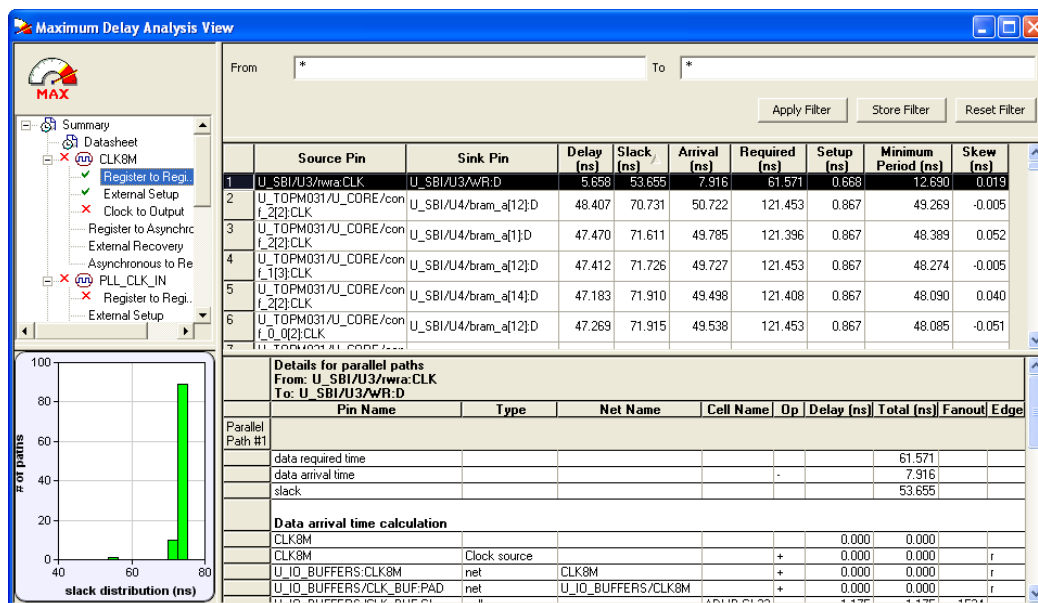 Maximum Delay Analysis View
MAX
From * To *
Apply Filter Store Filter Reset Filter
Summary
Datasheet
CLK8M
Register to Regi..
External Setup
Clock to Output
Register to Asynchrc
External Recovery
Asynchronous to Re
PLL_CLK_IN
Register to Regi..
External Setup
Source Pin Sink Pin Delay (ns) Slack (ns) Arrival (ns) Required (ns) Setup (ns) Minimum Period (ns) Skew (ns)
1 U_SBI/U3/rwra:CLK U_SBI/U3/WR:D 5.658 53.655 7.916 61.571 0.668 12.690 0.019
2 U_TOPM031/U_CORE/conf_2[2]:CLK U_SBI/U4/bram_a[12]:D 48.407 70.731 50.722 121.453 0.867 49.269 -0.005
3 U_TOPM031/U_CORE/conf_2[2]:CLK U_SBI/U4/bram_a[1]:D 47.470 71.611 49.785 121.396 0.867 48.389 0.052
4 U_TOPM031/U_CORE/conf_1[3]:CLK U_SBI/U4/bram_a[12]:D 47.412 71.726 49.727 121.453 0.867 48.274 -0.005
5 U_TOPM031/U_CORE/conf_2[2]:CLK U_SBI/U4/bram_a[14]:D 47.183 71.910 49.498 121.408 0.867 48.090 0.040
6 U_TOPM031/U_CORE/conf_0_0[2]:CLK U_SBI/U4/bram_a[12]:D 47.269 71.915 49.538 121.453 0.867 48.085 -0.051
# of paths
100
80
60
40
20
0
40 60 80
slack distribution (ns)
Details for parallel paths
From: U_SBI/U3/rwra:CLK
To: U_SBI/U3/WR:D
Pin Name Type Net Name Cell Name Op Delay (ns) Total (ns) Fanout Edge
Parallel Path #1
data required time 61.571
data arrival time - 7.916
slack 53.655
Data arrival time calculation
CLK8M 0.000 0.000
CLK8M Clock source + 0.000 0.000 r
U_IO_BUFFERS:CLK8M net CLK8M + 0.000 0.000 r
U_IO_BUFFERS/CLK_BUF:PAD net U_IO_BUFFERS/CLK8M + 0.000 0.000 r